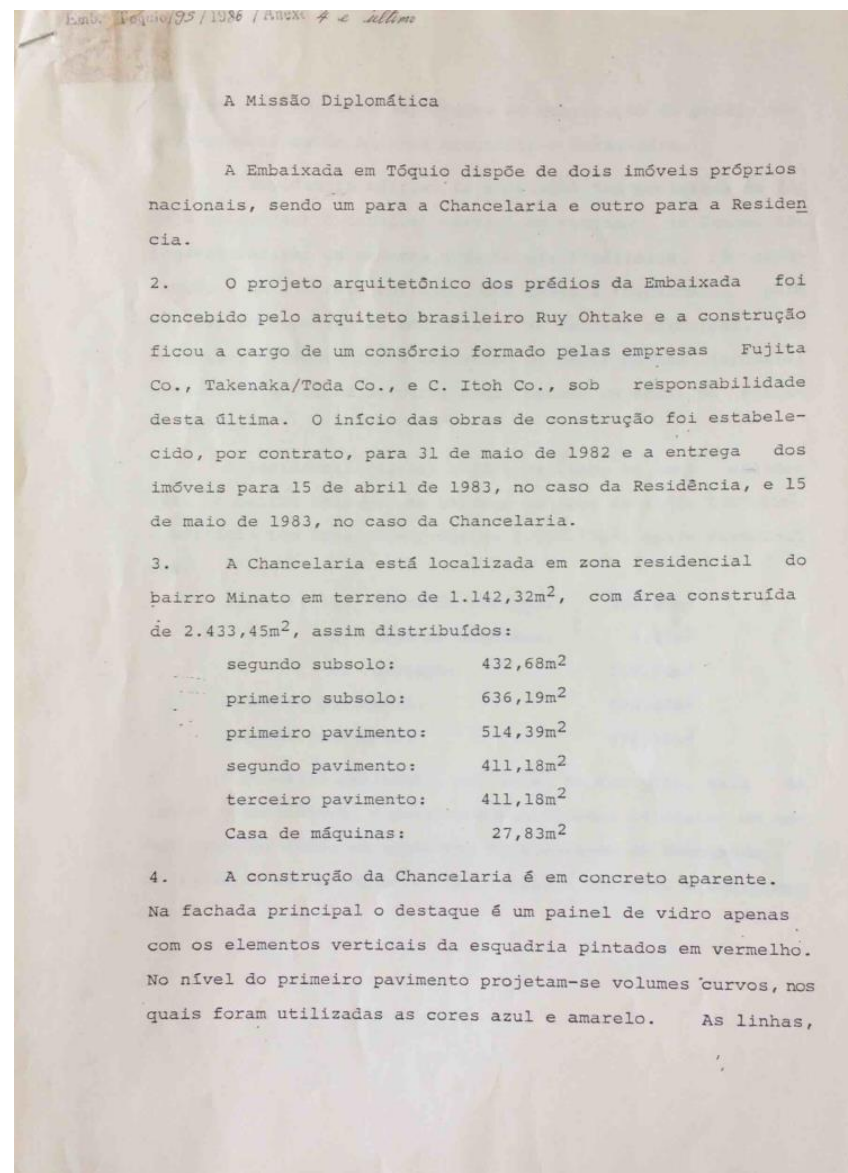 Emb. Tóquio/95/1986 / Anexo 4 e último
A Missão Diplomática
A Embaixada em Tóquio dispõe de dois imóveis próprios
nacionais, sendo um para a Chancelaria e outro para a Residen
cia.
2. O projeto arquitetônico dos prédios da Embaixada foi
concebido pelo arquiteto brasileiro Ruy Ohtake e a construção
ficou a cargo de um consórcio formado pelas empresas Fujita
Co., Takenaka/Toda Co., e C. Itoh Co., sob responsabilidade
desta última. O início das obras de construção foi estabele-
cido, por contrato, para 31 de maio de 1982 e a entrega dos
imóveis para 15 de abril de 1983, no caso da Residência, e 15
de maio de 1983, no caso da Chancelaria.
3. A Chancelaria está localizada em zona residencial do
bairro Minato em terreno de 1.142,32m², com área construída
de 2.433,45m², assim distribuídos:
segundo subsolo: 432,68m²
primeiro subsolo: 636,19m²
primeiro pavimento: 514,39m²
segundo pavimento: 411,18m²
terceiro pavimento: 411,18m²
Casa de máquinas: 27,83m²
4. A construção da Chancelaria é em concreto aparente.
Na fachada principal o destaque é um painel de vidro apenas
com os elementos verticais da esquadria pintados em vermelho.
No nível do primeiro pavimento projetam-se volumes curvos, nos
quais foram utilizadas as cores azul e amarelo. As linhas,